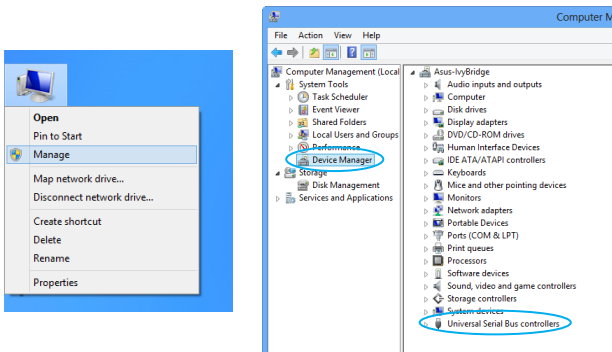 Open
Pin to Start
Manage
Map network drive...
Disconnect network drive...
Create shortcut
Delete
Rename
Properties
Computer M
File Action View Help
Computer Management (Local
System Tools
Task Scheduler
Event Viewer
Shared Folders
Local Users and Groups
Performance
Device Manager
Storage
Disk Management
Services and Applications
Asus-IvyBridge
Audio inputs and outputs
Computer
Disk drives
Display adapters
DVD/CD-ROM drives
Human Interface Devices
IDE ATA/ATAPI controllers
Keyboards
Mice and other pointing devices
Monitors
Network adapters
Portable Devices
Ports (COM & LPT)
Print queues
Processors
Software devices
Sound, video and game controllers
Storage controllers
System devices
Universal Serial Bus controllers